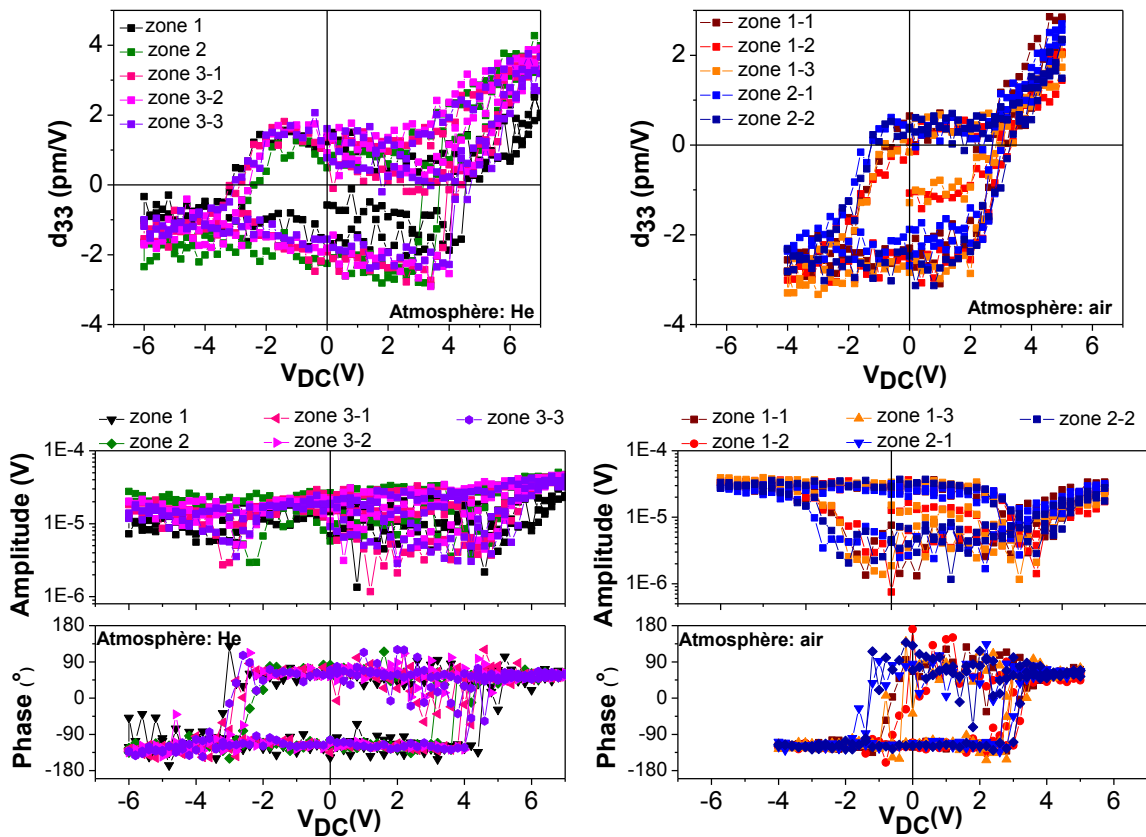 zone 1
zone 2
zone 3-1
zone 3-2
zone 3-3
4
2
0
-2
-4
d33 (pm/V)
Atmosphère: He
-6 -4 -2 0 2 4 6
VDC(V)
zone 1-1
zone 1-2
zone 1-3
zone 2-1
zone 2-2
2
0
-2
-4
d33 (pm/V)
Atmosphère: air
-6 -4 -2 0 2 4 6
VDC(V)
zone 1 zone 3-1 zone 3-3
zone 2 zone 3-2
1E-4
1E-5
1E-6
Amplitude (V)
180
90
0
-90
-180
Phase (°)
Atmosphère: He
-6 -4 -2 0 2 4 6
VDC(V)
zone 1-1 zone 1-3 zone 2-2
zone 1-2 zone 2-1
1E-4
1E-5
1E-6
Amplitude (V)
180
90
0
-90
-180
Phase (°)
Atmosphère: air
-6 -4 -2 0 2 4 6
VDC(V)